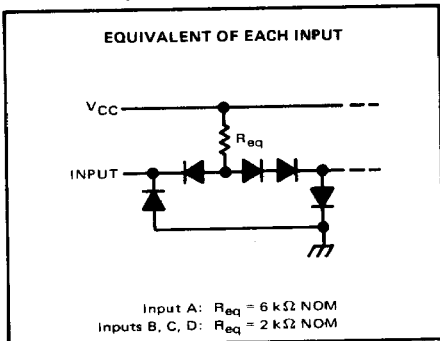 EQUIVALENT OF EACH INPUT
VCC
Req
INPUT
Input A: Req = 6 kΩ NOM
Inputs B, C, D: Req = 2 kΩ NOM